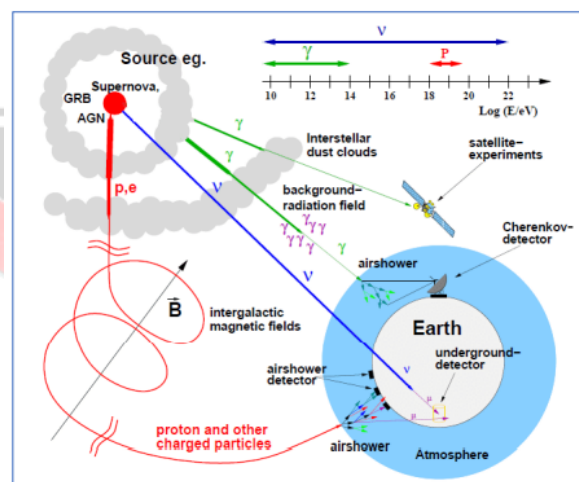 Source eg.
Supernova,
GRB
AGN
ν
γ
P
10 12 14 16 18 20 22
Log (E/eV)
γ
Interstellar
dust clouds
γ
satellite-
experiments
p,e
ν
background-
radiation field
γγγ
γγγγ
γ
Cherenkov-
detector
airshower
ν
B
intergalactic
magnetic fields
Earth
ν
underground-
detector
airshower
detector
μ
μ
proton and other
charged particles
airshower
Atmosphere